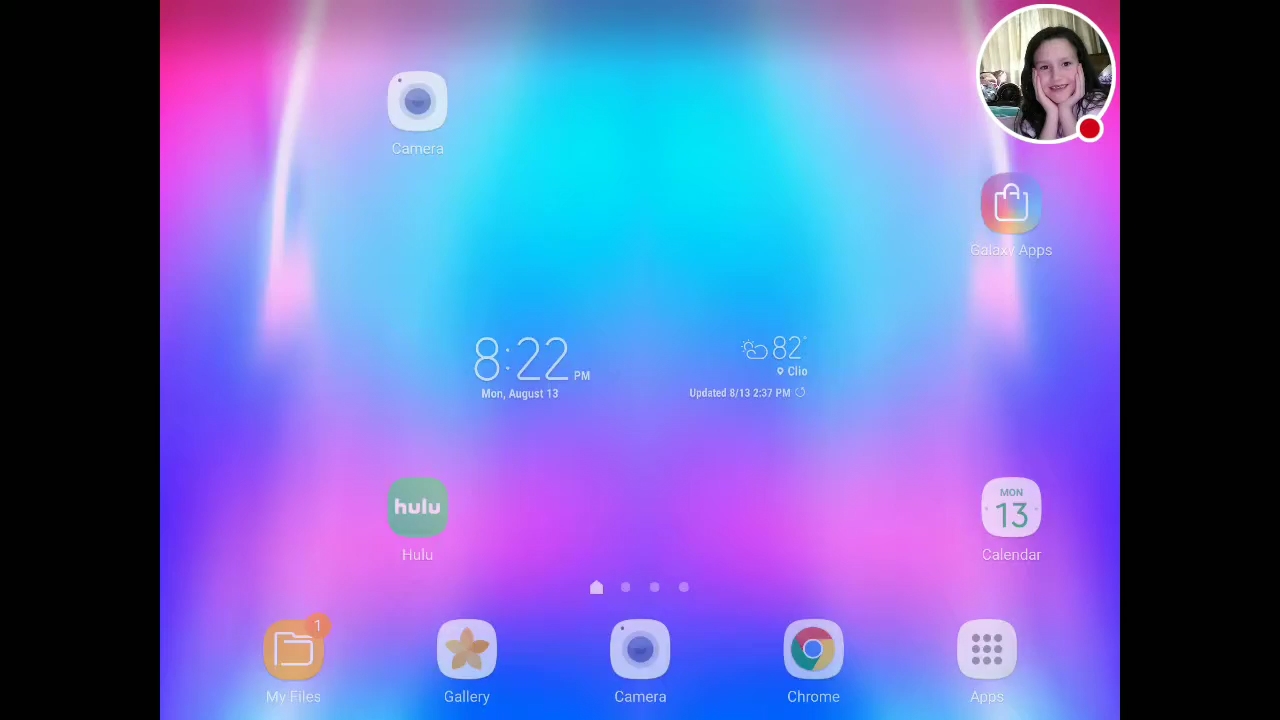 Camera
Galaxy Apps
8:22 PM
Mon, August 13
82°
Clio
Updated 8/13 2:37 PM
hulu
Hulu
MON
13
Calendar
1
My Files
Gallery
Camera
Chrome
Apps